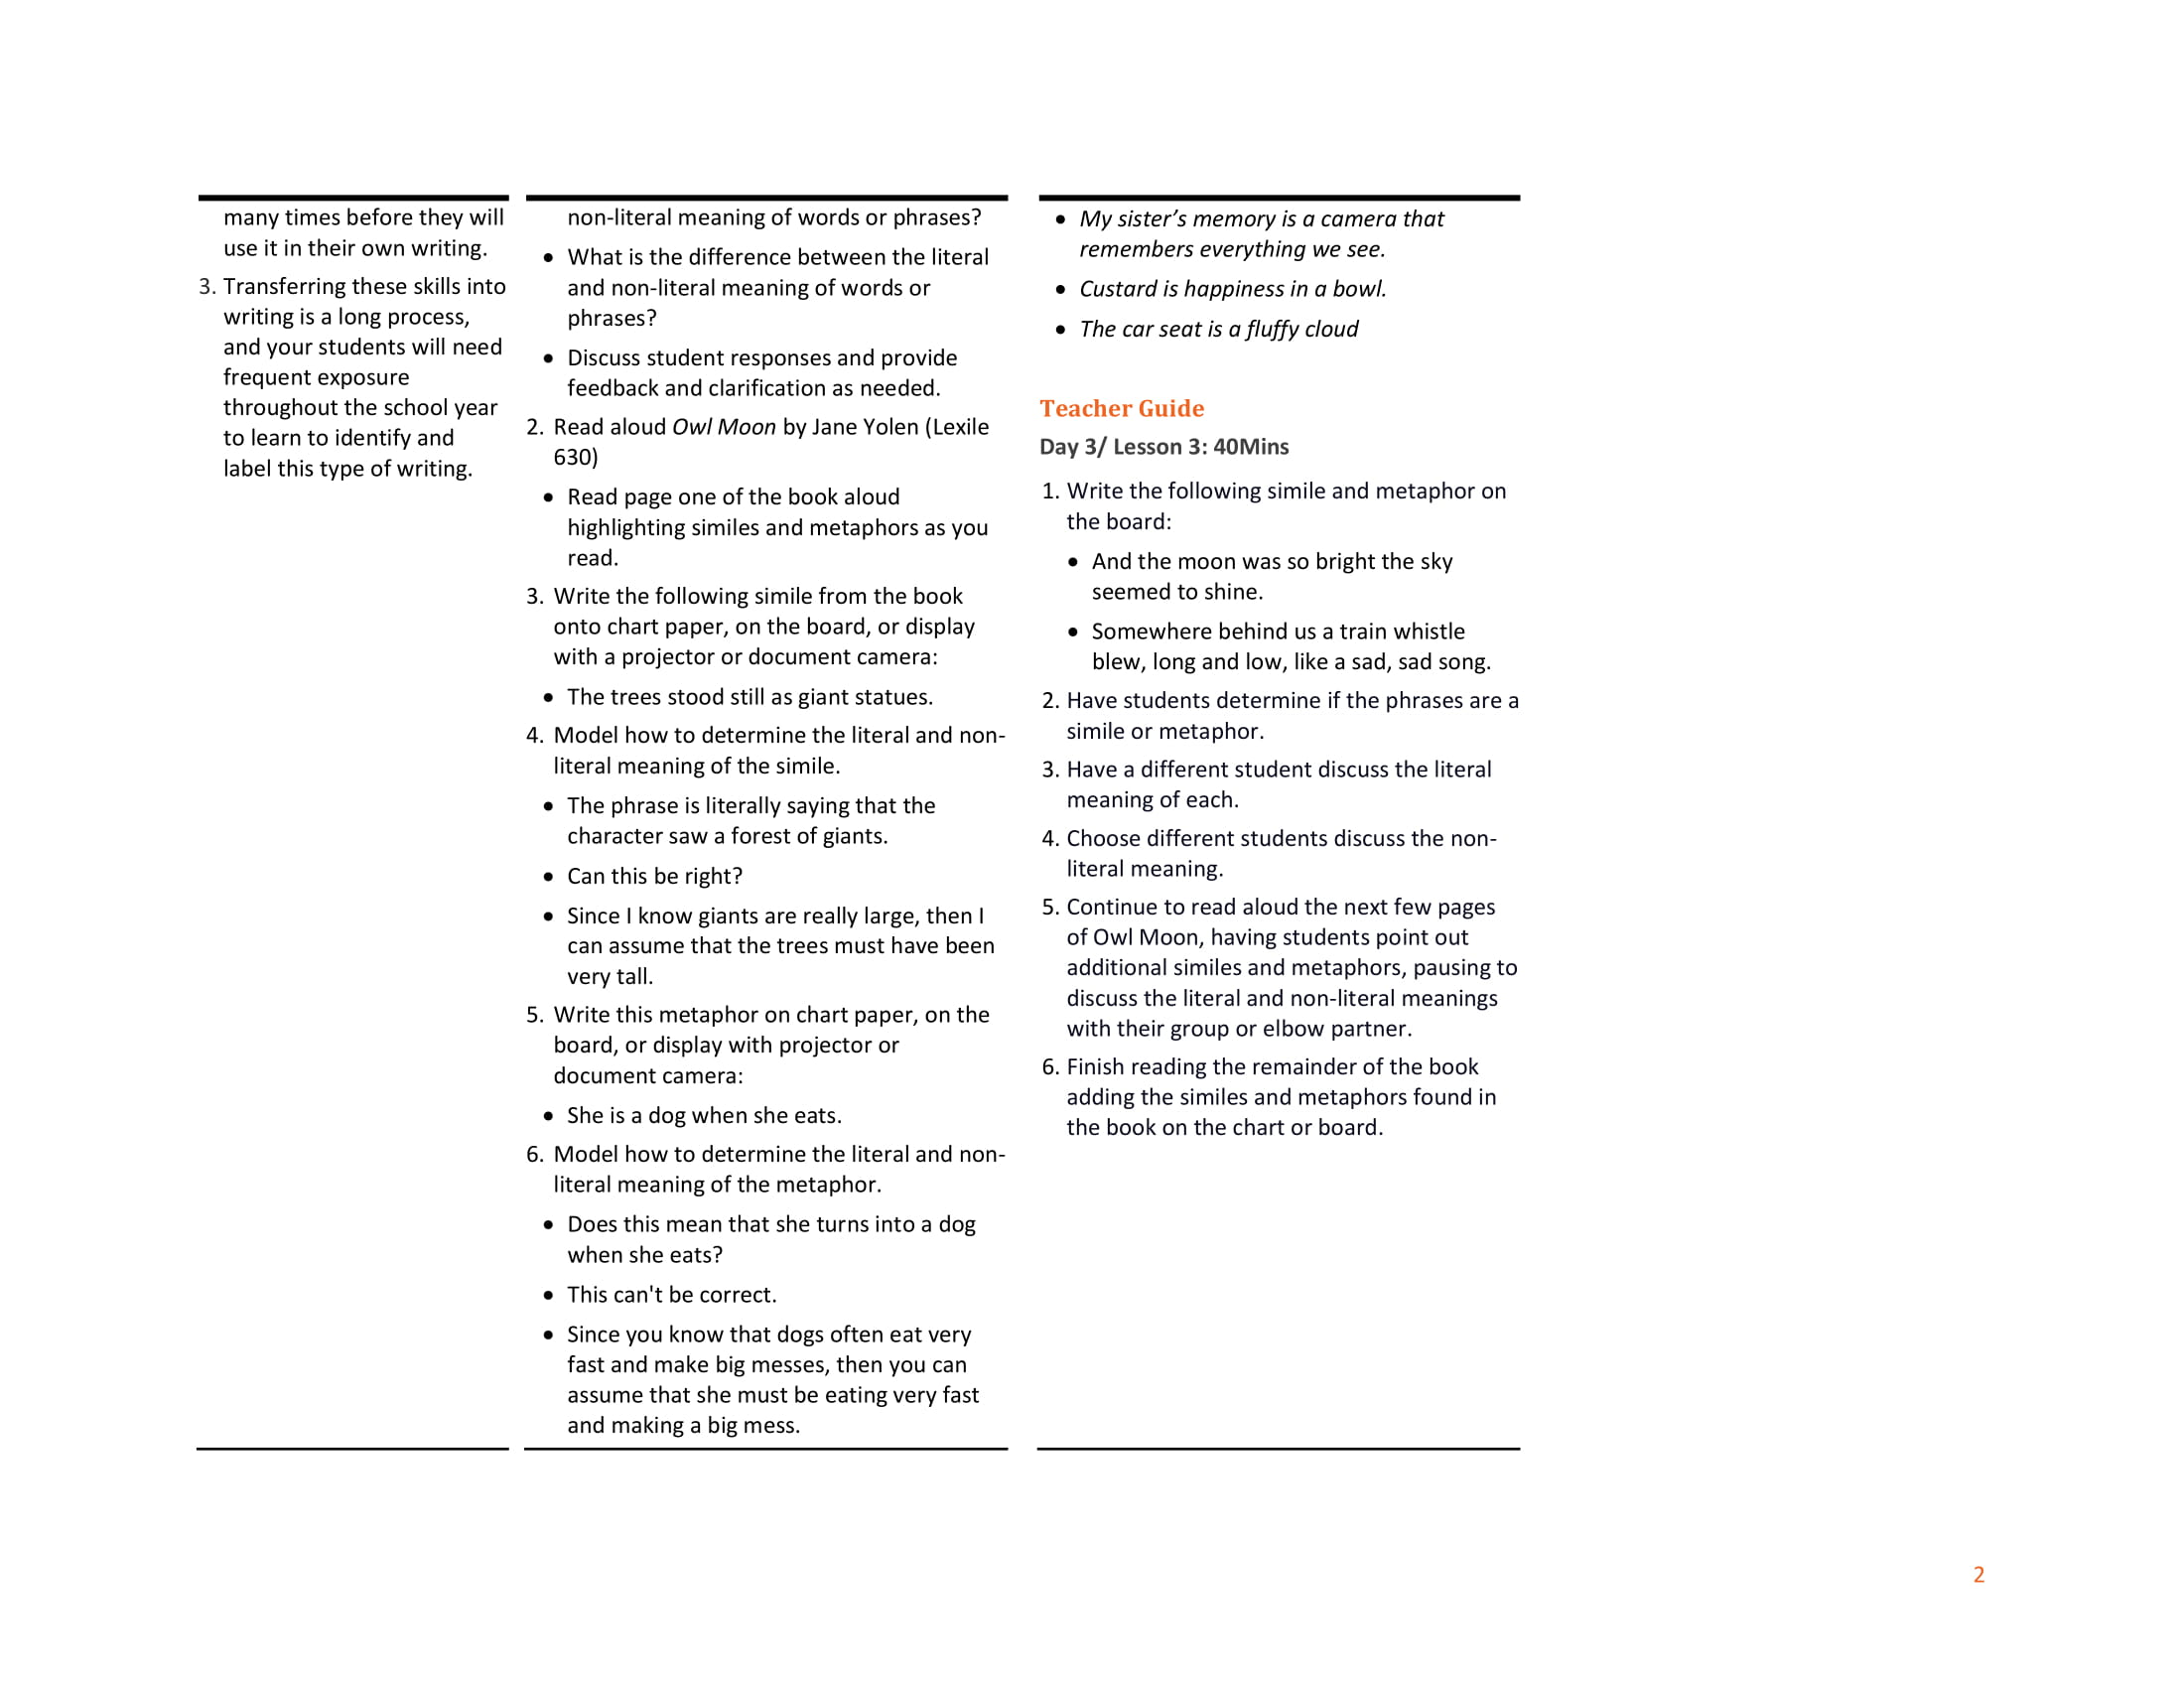 many times before they will
use it in their own writing.
3. Transferring these skills into
writing is a long process,
and your students will need
frequent exposure
throughout the school year
to learn to identify and
label this type of writing.
non-literal meaning of words or phrases?
• What is the difference between the literal
and non-literal meaning of words or
phrases?
• Discuss student responses and provide
feedback and clarification as needed.
2. Read aloud Owl Moon by Jane Yolen (Lexile
630)
• Read page one of the book aloud
highlighting similes and metaphors as you
read.
3. Write the following simile from the book
onto chart paper, on the board, or display
with a projector or document camera:
• The trees stood still as giant statues.
4. Model how to determine the literal and non-
literal meaning of the simile.
• The phrase is literally saying that the
character saw a forest of giants.
• Can this be right?
• Since I know giants are really large, then I
can assume that the trees must have been
very tall.
5. Write this metaphor on chart paper, on the
board, or display with projector or
document camera:
• She is a dog when she eats.
6. Model how to determine the literal and non-
literal meaning of the metaphor.
• Does this mean that she turns into a dog
when she eats?
• This can't be correct.
• Since you know that dogs often eat very
fast and make big messes, then you can
assume that she must be eating very fast
and making a big mess.
• My sister’s memory is a camera that
remembers everything we see.
• Custard is happiness in a bowl.
• The car seat is a fluffy cloud
Teacher Guide
Day 3/ Lesson 3: 40Mins
1. Write the following simile and metaphor on
the board:
• And the moon was so bright the sky
seemed to shine.
• Somewhere behind us a train whistle
blew, long and low, like a sad, sad song.
2. Have students determine if the phrases are a
simile or metaphor.
3. Have a different student discuss the literal
meaning of each.
4. Choose different students discuss the non-
literal meaning.
5. Continue to read aloud the next few pages
of Owl Moon, having students point out
additional similes and metaphors, pausing to
discuss the literal and non-literal meanings
with their group or elbow partner.
6. Finish reading the remainder of the book
adding the similes and metaphors found in
the book on the chart or board.
2